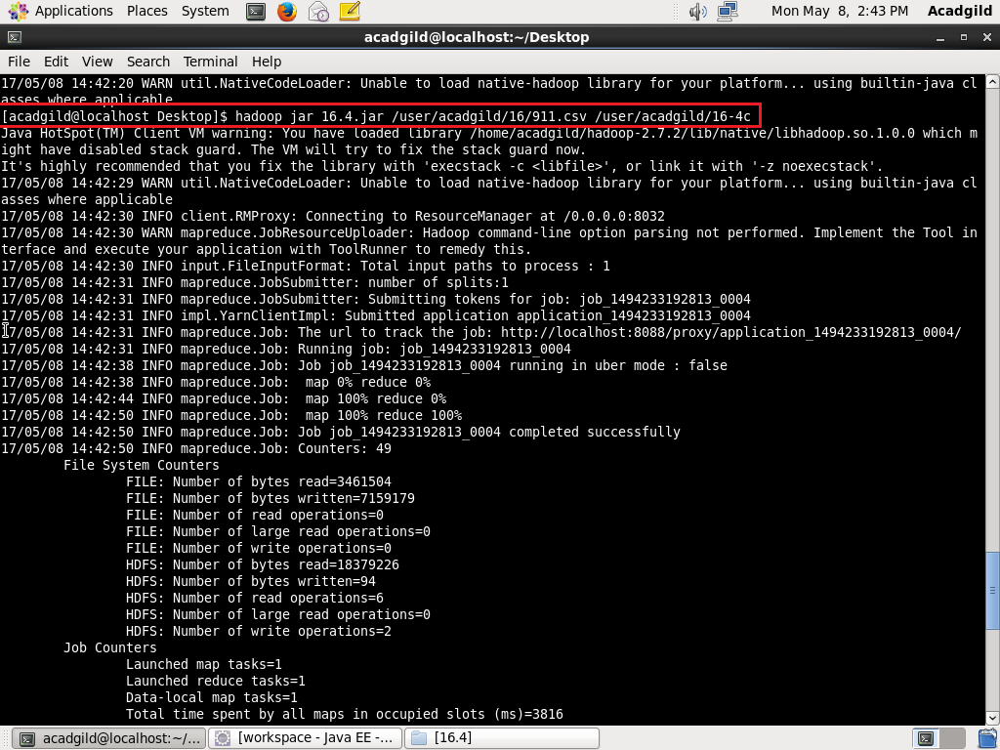 Applications Places System Mon May 8, 2:43 PM Acadgild
acadgild@localhost:~/Desktop
File Edit View Search Terminal Help
17/05/08 14:42:20 WARN util.NativeCodeLoader: Unable to load native-hadoop library for your platform... using builtin-java cl
asses where applicable
[acadgild@localhost Desktop]$ hadoop jar 16.4.jar /user/acadgild/16/911.csv /user/acadgild/16-4c
Java HotSpot(TM) Client VM warning: You have loaded library /home/acadgild/hadoop-2.7.2/lib/native/libhadoop.so.1.0.0 which m
ight have disabled stack guard. The VM will try to fix the stack guard now.
It's highly recommended that you fix the library with 'execstack -c <libfile>', or link it with '-z noexecstack'.
17/05/08 14:42:29 WARN util.NativeCodeLoader: Unable to load native-hadoop library for your platform... using builtin-java cl
asses where applicable
17/05/08 14:42:30 INFO client.RMProxy: Connecting to ResourceManager at /0.0.0.0:8032
17/05/08 14:42:30 WARN mapreduce.JobResourceUploader: Hadoop command-line option parsing not performed. Implement the Tool in
terface and execute your application with ToolRunner to remedy this.
17/05/08 14:42:30 INFO input.FileInputFormat: Total input paths to process : 1
17/05/08 14:42:31 INFO mapreduce.JobSubmitter: number of splits:1
17/05/08 14:42:31 INFO mapreduce.JobSubmitter: Submitting tokens for job: job_1494233192813_0004
17/05/08 14:42:31 INFO impl.YarnClientImpl: Submitted application application_1494233192813_0004
17/05/08 14:42:31 INFO mapreduce.Job: The url to track the job: http://localhost:8088/proxy/application_1494233192813_0004/
17/05/08 14:42:31 INFO mapreduce.Job: Running job: job_1494233192813_0004
17/05/08 14:42:38 INFO mapreduce.Job: Job job_1494233192813_0004 running in uber mode : false
17/05/08 14:42:38 INFO mapreduce.Job:  map 0% reduce 0%
17/05/08 14:42:44 INFO mapreduce.Job:  map 100% reduce 0%
17/05/08 14:42:50 INFO mapreduce.Job:  map 100% reduce 100%
17/05/08 14:42:50 INFO mapreduce.Job: Job job_1494233192813_0004 completed successfully
17/05/08 14:42:50 INFO mapreduce.Job: Counters: 49
File System Counters
FILE: Number of bytes read=3461504
FILE: Number of bytes written=7159179
FILE: Number of read operations=0
FILE: Number of large read operations=0
FILE: Number of write operations=0
HDFS: Number of bytes read=18379226
HDFS: Number of bytes written=94
HDFS: Number of read operations=6
HDFS: Number of large read operations=0
HDFS: Number of write operations=2
Job Counters
Launched map tasks=1
Launched reduce tasks=1
Data-local map tasks=1
Total time spent by all maps in occupied slots (ms)=3816
acadgild@localhost:~/... [workspace - Java EE -... [16.4]